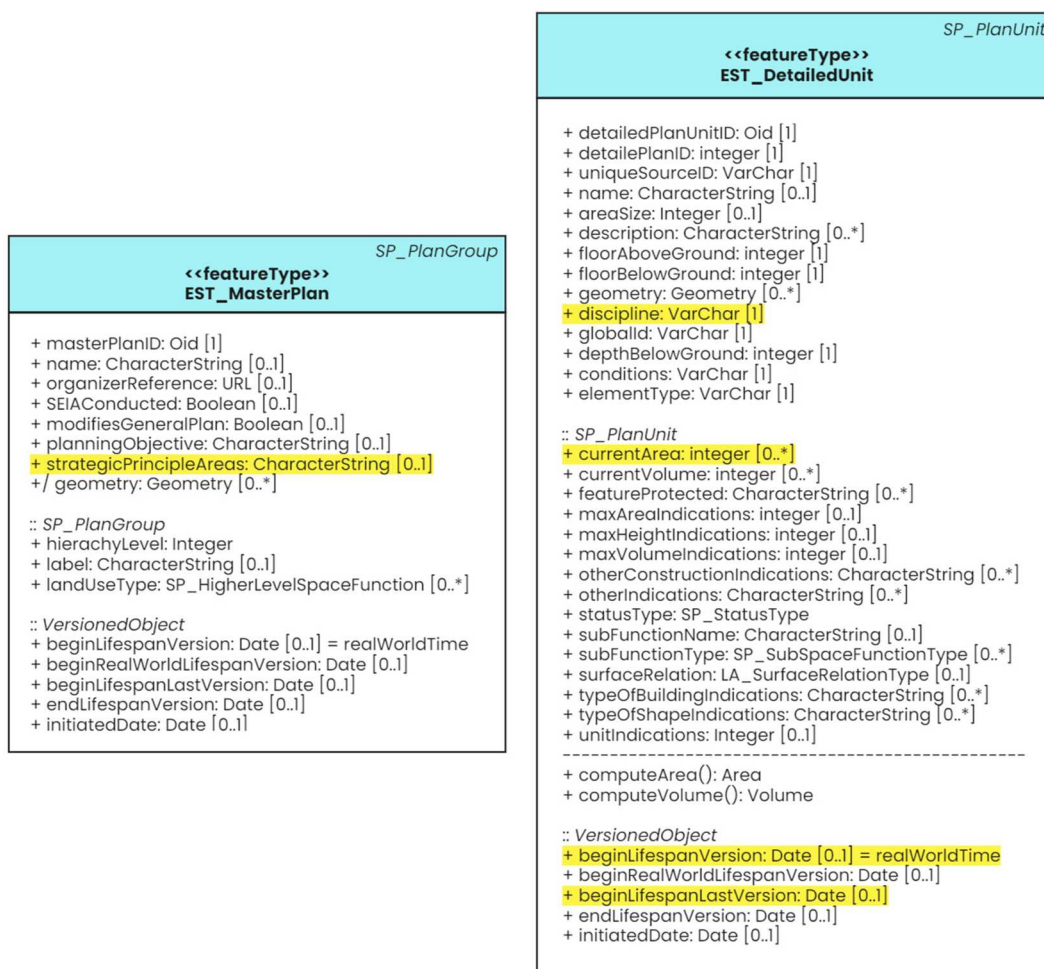 SP_PlanGroup
<<featureType>>
EST_MasterPlan
+ masterPlanID: Oid [1]
+ name: CharacterString [0..1]
+ organizerReference: URL [0..1]
+ SEIAConducted: Boolean [0..1]
+ modifiesGeneralPlan: Boolean [0..1]
+ planningObjective: CharacterString [0..1]
+ strategicPrincipleAreas: CharacterString [0..1]
+/ geometry: Geometry [0..*]
:: SP_PlanGroup
+ hierachyLevel: Integer
+ label: CharacterString [0..1]
+ landUseType: SP_HigherLevelSpaceFunction [0..*]
:: VersionedObject
+ beginLifespanVersion: Date [0..1] = realWorldTime
+ beginRealWorldLifespanVersion: Date [0..1]
+ beginLifespanLastVersion: Date [0..1]
+ endLifespanVersion: Date [0..1]
+ initiatedDate: Date [0..1]
SP_PlanUnit
<<featureType>>
EST_DetailedUnit
+ detailedPlanUnitID: Oid [1]
+ detailePlanID: integer [1]
+ uniqueSourceID: VarChar [1]
+ name: CharacterString [0..1]
+ areaSize: Integer [0..1]
+ description: CharacterString [0..*]
+ floorAboveGround: integer [1]
+ floorBelowGround: integer [1]
+ geometry: Geometry [0..*]
+ discipline: VarChar [1]
+ globalId: VarChar [1]
+ depthBelowGround: integer [1]
+ conditions: VarChar [1]
+ elementType: VarChar [1]
:: SP_PlanUnit
+ currentArea: integer [0..*]
+ currentVolume: integer [0..*]
+ featureProtected: CharacterString [0..*]
+ maxAreaIndications: integer [0..1]
+ maxHeightIndications: integer [0..1]
+ maxVolumeIndications: integer [0..1]
+ otherConstructionIndications: CharacterString [0..*]
+ otherIndications: CharacterString [0..*]
+ statusType: SP_StatusType
+ subFunctionName: CharacterString [0..1]
+ subFunctionType: SP_SubSpaceFunctionType [0..*]
+ surfaceRelation: LA_SurfaceRelationType [0..1]
+ typeOfBuildingIndications: CharacterString [0..*]
+ typeOfShapeIndications: CharacterString [0..*]
+ unitIndications: Integer [0..1]
+ computeArea(): Area
+ computeVolume(): Volume
:: VersionedObject
+ beginLifespanVersion: Date [0..1] = realWorldTime
+ beginRealWorldLifespanVersion: Date [0..1]
+ beginLifespanLastVersion: Date [0..1]
+ endLifespanVersion: Date [0..1]
+ initiatedDate: Date [0..1]